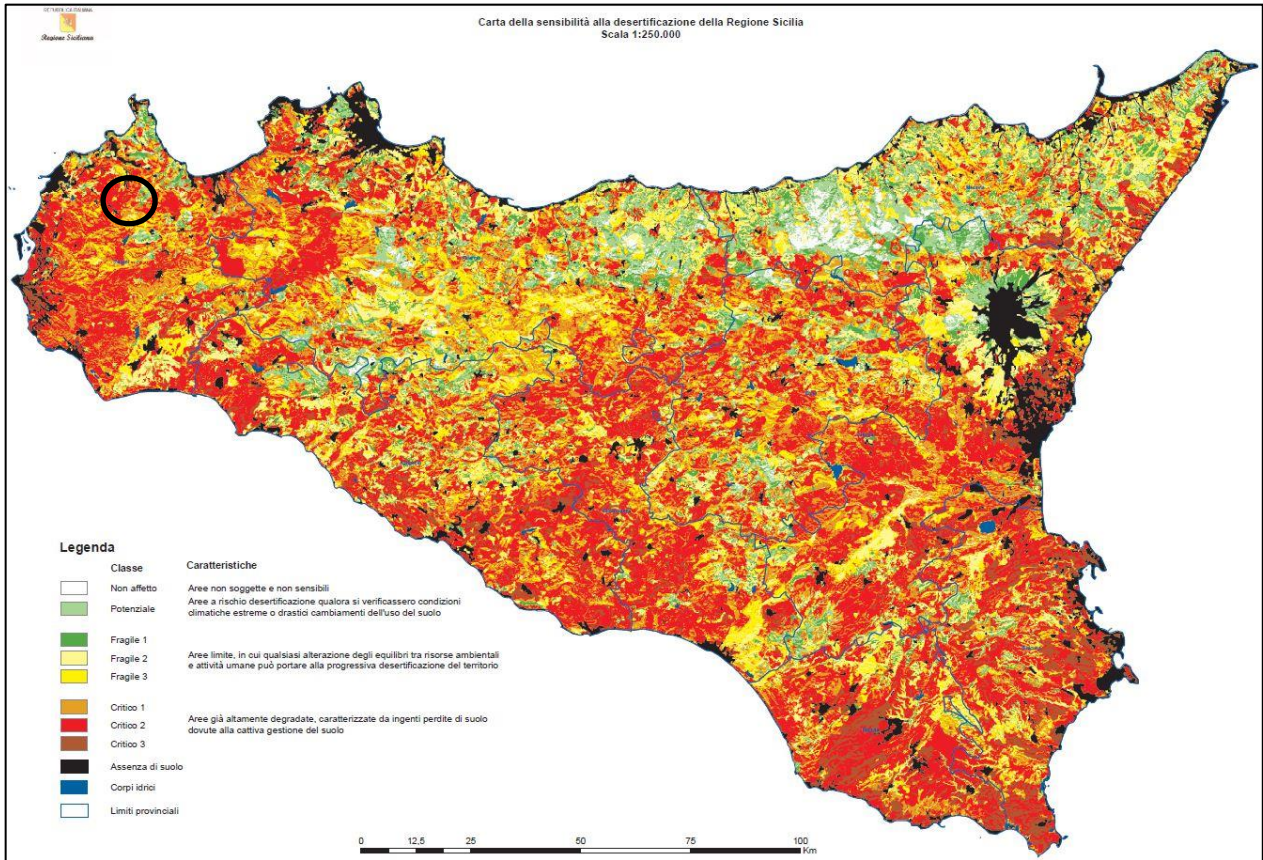 Regione Siciliana
Carta della sensibilità alla desertificazione della Regione Sicilia
Scala 1:250.000
Legenda
Classe Caratteristiche
Non affetto Aree non soggette e non sensibili
Potenziale Aree a rischio desertificazione qualora si verificassero condizioni
climatiche estreme o drastici cambiamenti dell'uso del suolo
Fragile 1
Fragile 2 Aree limite, in cui qualsiasi alterazione degli equilibri tra risorse ambientali
e attività umane può portare alla progressiva desertificazione del territorio
Fragile 3
Critico 1
Critico 2 Aree già altamente degradate, caratterizzate da ingenti perdite di suolo
dovute alla cattiva gestione del suolo
Critico 3
Assenza di suolo
Corpi idrici
Limiti provinciali
0 12,5 25 50 75 100
Km